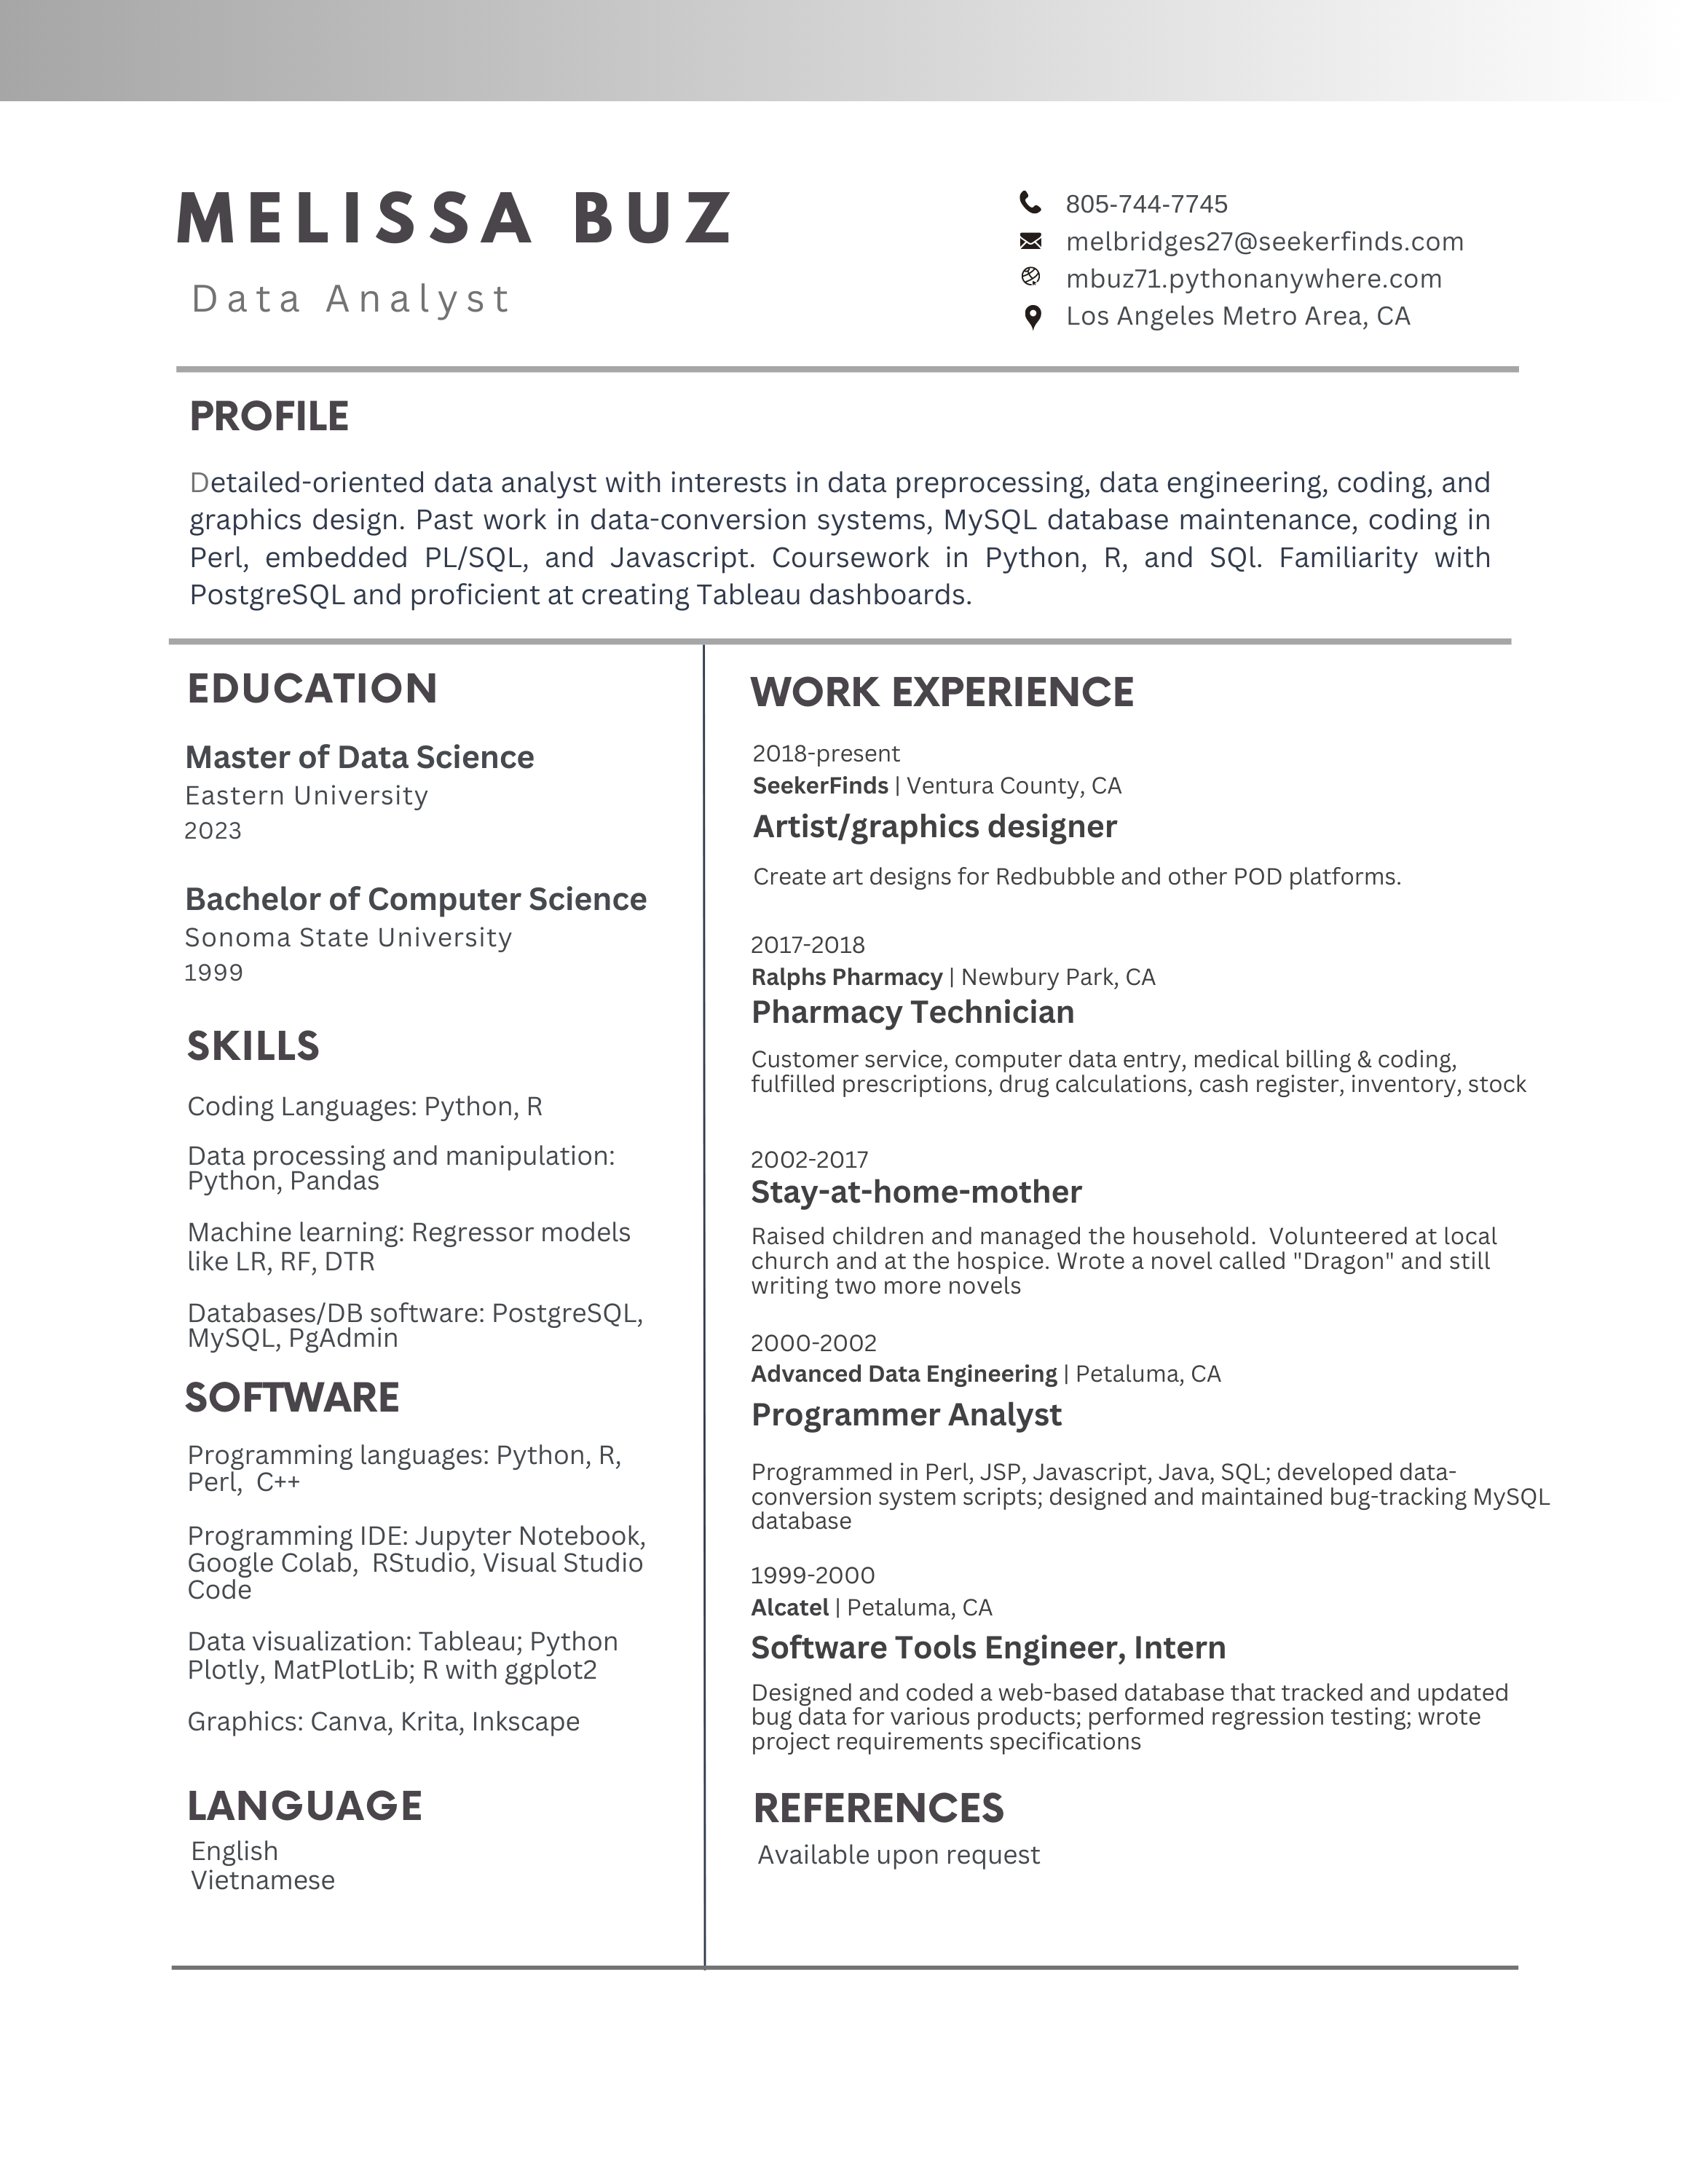 MELISSA BUZ
Data Analyst
805-744-7745
melbridges27@seekerfinds.com
mbuz71.pythonanywhere.com
Los Angeles Metro Area, CA
PROFILE
Detailed-oriented data analyst with interests in data preprocessing, data engineering, coding, and
graphics design. Past work in data-conversion systems, MySQL database maintenance, coding in
Perl, embedded PL/SQL, and Javascript. Coursework in Python, R, and SQl. Familiarity with
PostgreSQL and proficient at creating Tableau dashboards.
EDUCATION
Master of Data Science
Eastern University
2023
Bachelor of Computer Science
Sonoma State University
1999
SKILLS
Coding Languages: Python, R
Data processing and manipulation:
Python, Pandas
Machine learning: Regressor models
like LR, RF, DTR
Databases/DB software: PostgreSQL,
MySQL, PgAdmin
SOFTWARE
Programming languages: Python, R,
Perl, C++
Programming IDE: Jupyter Notebook,
Google Colab, RStudio, Visual Studio
Code
Data visualization: Tableau; Python
Plotly, MatPlotLib; R with ggplot2
Graphics: Canva, Krita, Inkscape
LANGUAGE
English
Vietnamese
WORK EXPERIENCE
2018-present
SeekerFinds | Ventura County, CA
Artist/graphics designer
Create art designs for Redbubble and other POD platforms.
2017-2018
Ralphs Pharmacy | Newbury Park, CA
Pharmacy Technician
Customer service, computer data entry, medical billing & coding,
fulfilled prescriptions, drug calculations, cash register, inventory, stock
2002-2017
Stay-at-home-mother
Raised children and managed the household. Volunteered at local
church and at the hospice. Wrote a novel called "Dragon" and still
writing two more novels
2000-2002
Advanced Data Engineering | Petaluma, CA
Programmer Analyst
Programmed in Perl, JSP, Javascript, Java, SQL; developed data-
conversion system scripts; designed and maintained bug-tracking MySQL
database
1999-2000
Alcatel | Petaluma, CA
Software Tools Engineer, Intern
Designed and coded a web-based database that tracked and updated
bug data for various products; performed regression testing; wrote
project requirements specifications
REFERENCES
Available upon request